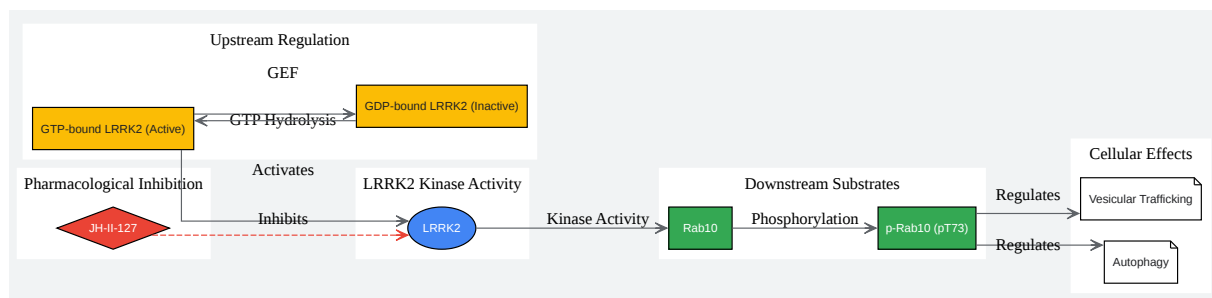 Upstream Regulation
GEF
GDP-bound LRRK2 (Inactive)
GTP-bound LRRK2 (Active)
GTP Hydrolysis
Activates
Pharmacological Inhibition
LRRK2 Kinase Activity
Downstream Substrates
Cellular Effects
JH-II-127
Inhibits
LRRK2
Kinase Activity
Rab10
Phosphorylation
p-Rab10 (pT73)
Regulates
Vesicular Trafficking
Regulates
Autophagy